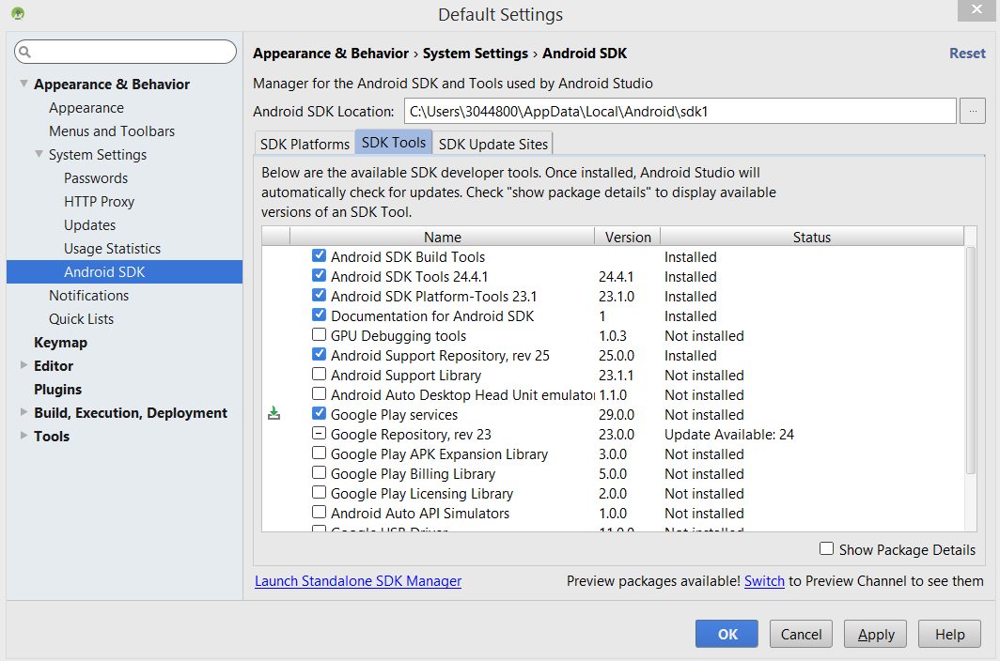 Default Settings
Appearance & Behavior › System Settings › Android SDK
Reset
Manager for the Android SDK and Tools used by Android Studio
Android SDK Location: C:\Users\3044800\AppData\Local\Android\sdk1 ...
Appearance & Behavior
Appearance
Menus and Toolbars
System Settings
Passwords
HTTP Proxy
Updates
Usage Statistics
Android SDK
Notifications
Quick Lists
Keymap
Editor
Plugins
Build, Execution, Deployment
Tools
SDK Platforms SDK Tools SDK Update Sites
Below are the available SDK developer tools. Once installed, Android Studio will
automatically check for updates. Check "show package details" to display available
versions of an SDK Tool.
Name Version Status
Android SDK Build Tools Installed
Android SDK Tools 24.4.1 24.4.1 Installed
Android SDK Platform-Tools 23.1 23.1.0 Installed
Documentation for Android SDK 1 Installed
GPU Debugging tools 1.0.3 Not installed
Android Support Repository, rev 25 25.0.0 Installed
Android Support Library 23.1.1 Not installed
Android Auto Desktop Head Unit emulator 1.1.0 Not installed
Google Play services 29.0.0 Not installed
Google Repository, rev 23 23.0.0 Update Available: 24
Google Play APK Expansion Library 3.0.0 Not installed
Google Play Billing Library 5.0.0 Not installed
Google Play Licensing Library 2.0.0 Not installed
Android Auto API Simulators 1.0.0 Not installed
Google USB Driver 11.0.0 Not installed
Show Package Details
Launch Standalone SDK Manager
Preview packages available! Switch to Preview Channel to see them
OK Cancel Apply Help